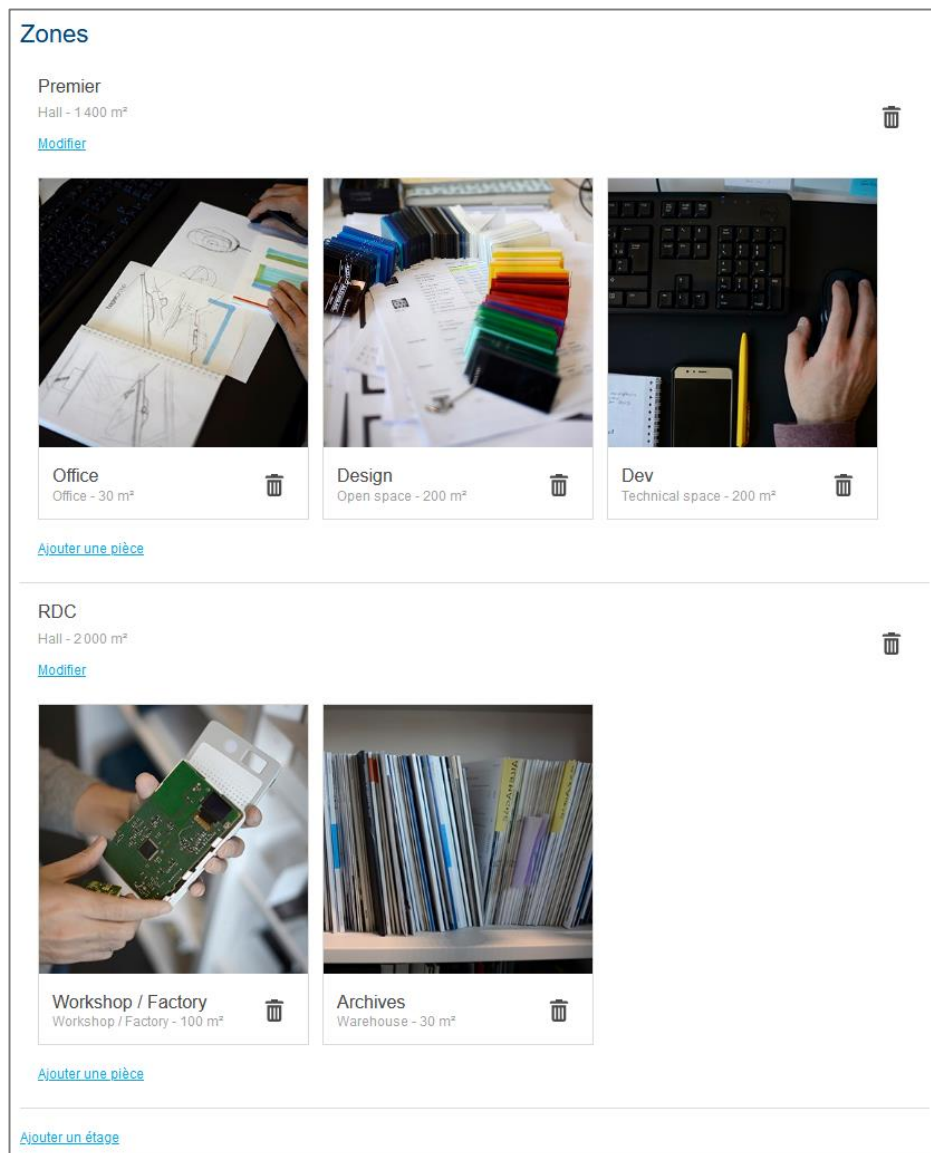 Zones
Premier
Hall - 1 400 m²
Modifier
Office
Office - 30 m²
Design
Open space - 200 m²
Dev
Technical space - 200 m²
Ajouter une pièce
RDC
Hall - 2 000 m²
Modifier
Workshop / Factory
Workshop / Factory - 100 m²
Archives
Warehouse - 30 m²
Ajouter une pièce
Ajouter un étage